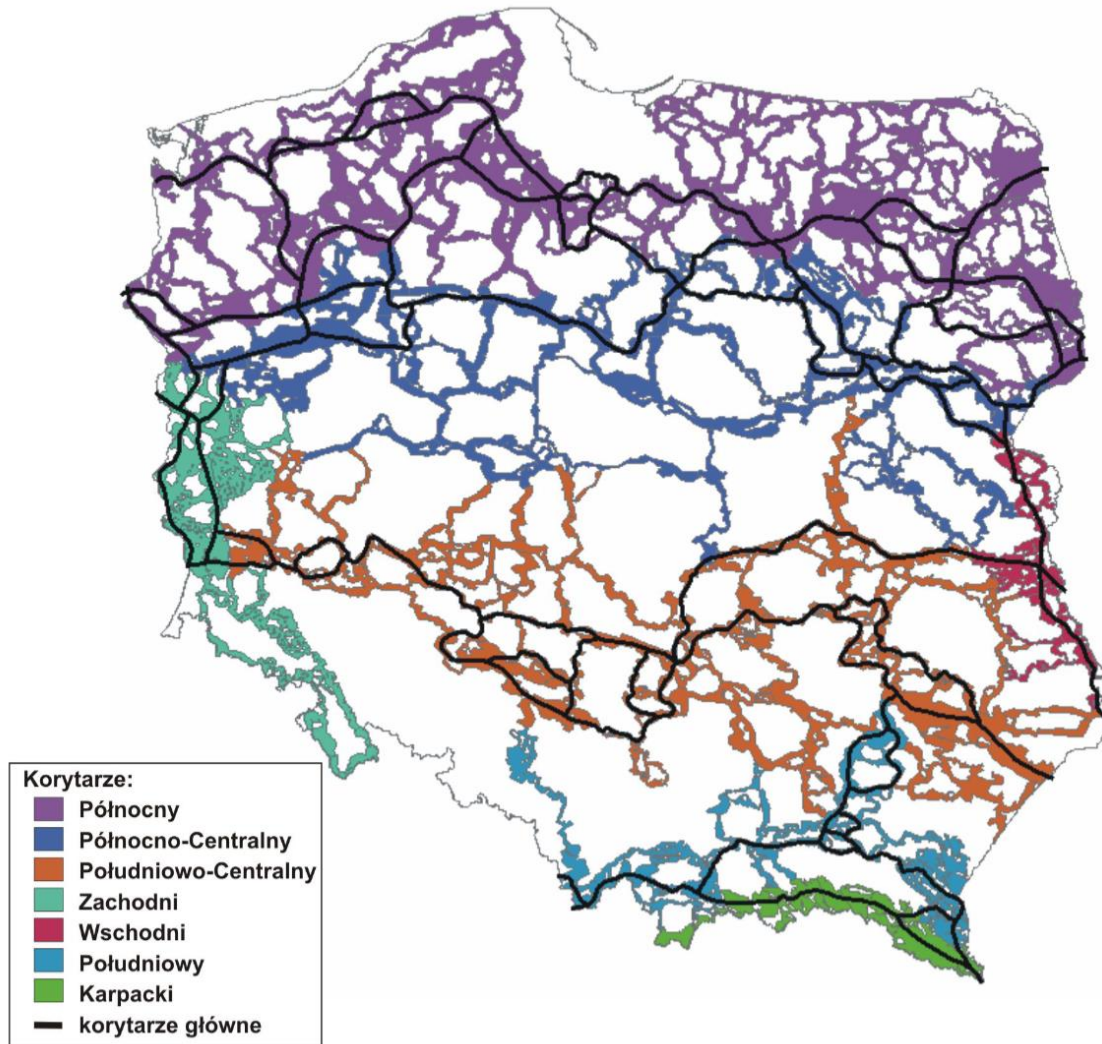 Korytarze:
Północny
Północno-Centralny
Południowo-Centralny
Zachodni
Wschodni
Południowy
Karpacki
korytarze główne